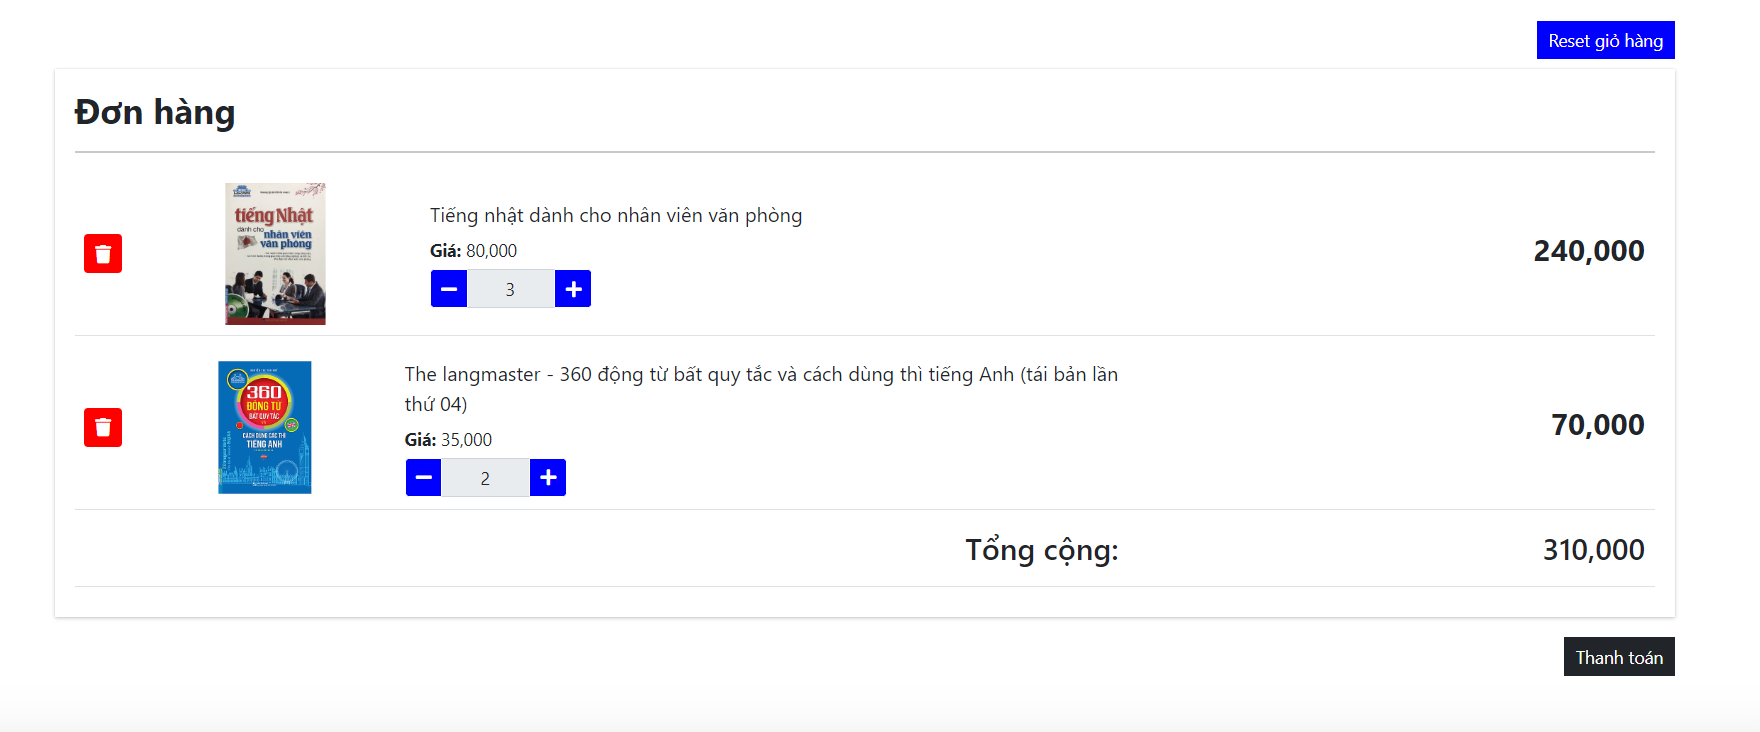 Reset giỏ hàng
Đơn hàng
tiếng Nhật
dành cho
nhân viên
văn phòng
Tiếng nhật dành cho nhân viên văn phòng
Giá: 80,000
3
240,000
360
ĐỘNG TỪ
BẤT QUY TẮC
CÁCH DÙNG CÁC THÌ
TIẾNG ANH
The langmaster - 360 động từ bất quy tắc và cách dùng thì tiếng Anh (tái bản lần
thứ 04)
Giá: 35,000
2
70,000
Tổng cộng:
310,000
Thanh toán